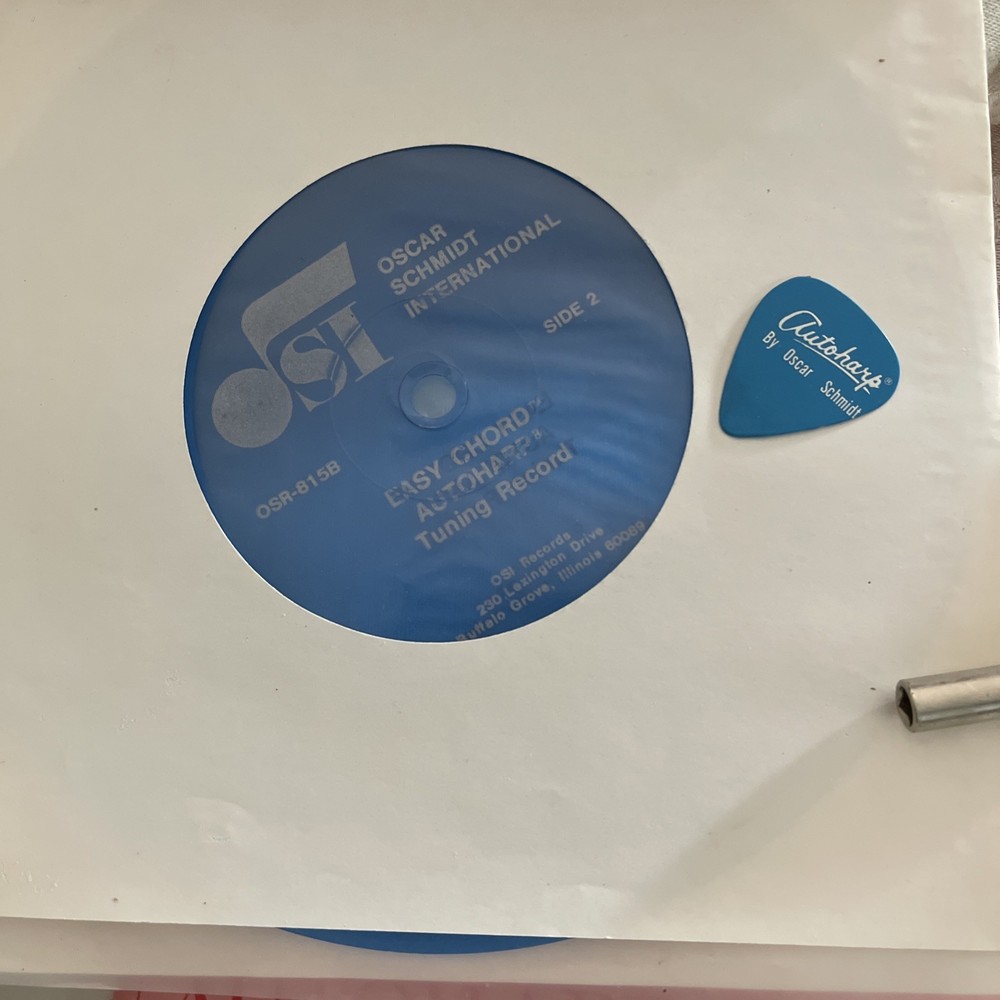 OSCAR
SCHMIDT
INTERNATIONAL
OSI
SIDE 2
OSR-815B
EASY CHORD™
AUTOHARP®
Tuning Record
OSI Records
230 Lexington Drive
Buffalo Grove, Illinois 60089
Autoharp®
By Oscar Schmidt